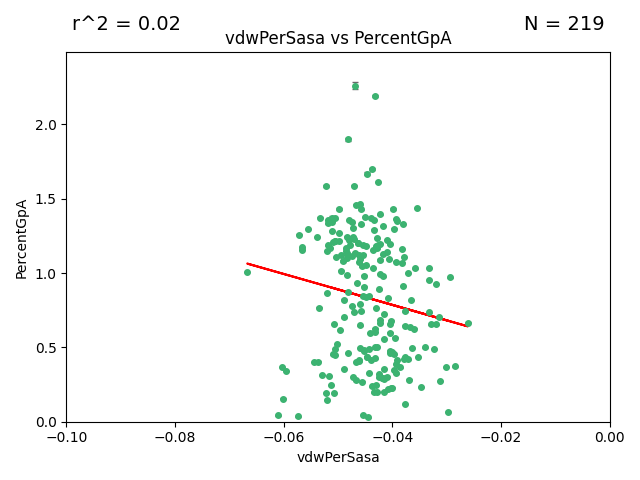 r^2 = 0.02
N = 219
vdwPerSasa vs PercentGpA
PercentGpA
2.0
1.5
1.0
0.5
0.0
−0.10
−0.08
−0.06
−0.04
−0.02
0.00
vdwPerSasa